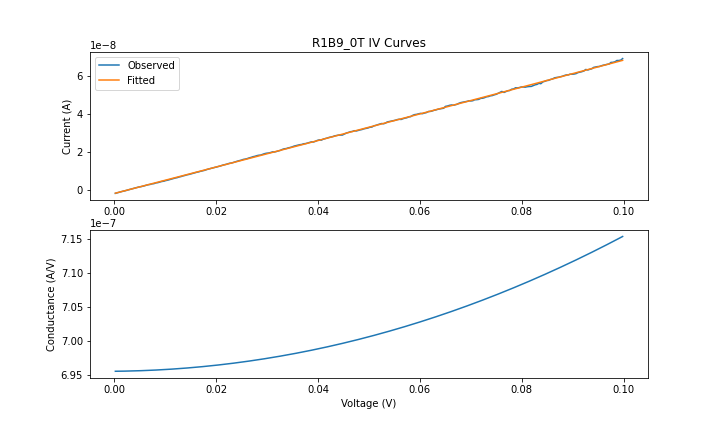 R1B9_0T IV Curves
1e−8
Observed
Fitted
6
4
2
0
Current (A)
0.00 0.02 0.04 0.06 0.08 0.10
1e−7
7.15
7.10
7.05
7.00
6.95
Conductance (A/V)
0.00 0.02 0.04 0.06 0.08 0.10
Voltage (V)